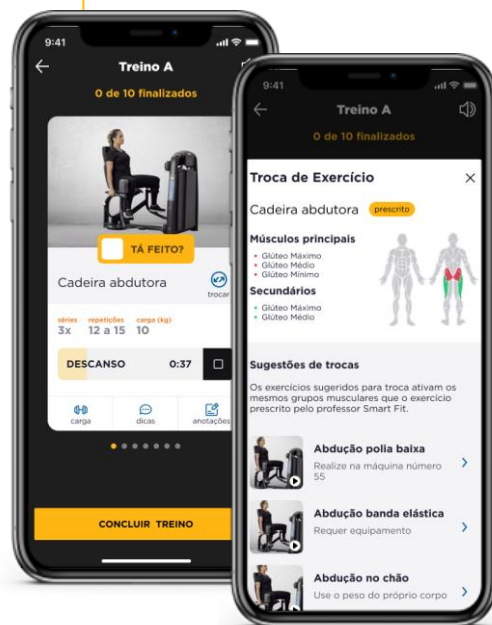 9:41
Treino A
0 de 10 finalizados
TÁ FEITO?
Cadeira abdutora
trocar
séries repetições carga (kg)
3x 12 a 15 10
DESCANSO 0:37
carga dicas anotações
CONCLUIR TREINO
9:41
Treino A
0 de 10 finalizados
Troca de Exercício
Cadeira abdutora prescrito
Músculos principais
• Glúteo Máximo
• Glúteo Médio
• Glúteo Mínimo
Secundários
• Glúteo Máximo
• Glúteo Médio
Sugestões de trocas
Os exercícios sugeridos para troca ativam os
mesmos grupos musculares que o exercício
prescrito pelo professor Smart Fit.
Abdução polia baixa
Realize na máquina número
55
Abdução banda elástica
Requer equipamento
Abdução no chão
Use o peso do próprio corpo